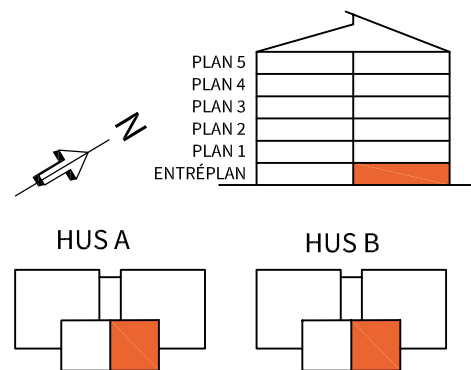 PLAN 5
PLAN 4
PLAN 3
PLAN 2
PLAN 1
ENTRÉPLAN
N
HUS A
HUS B